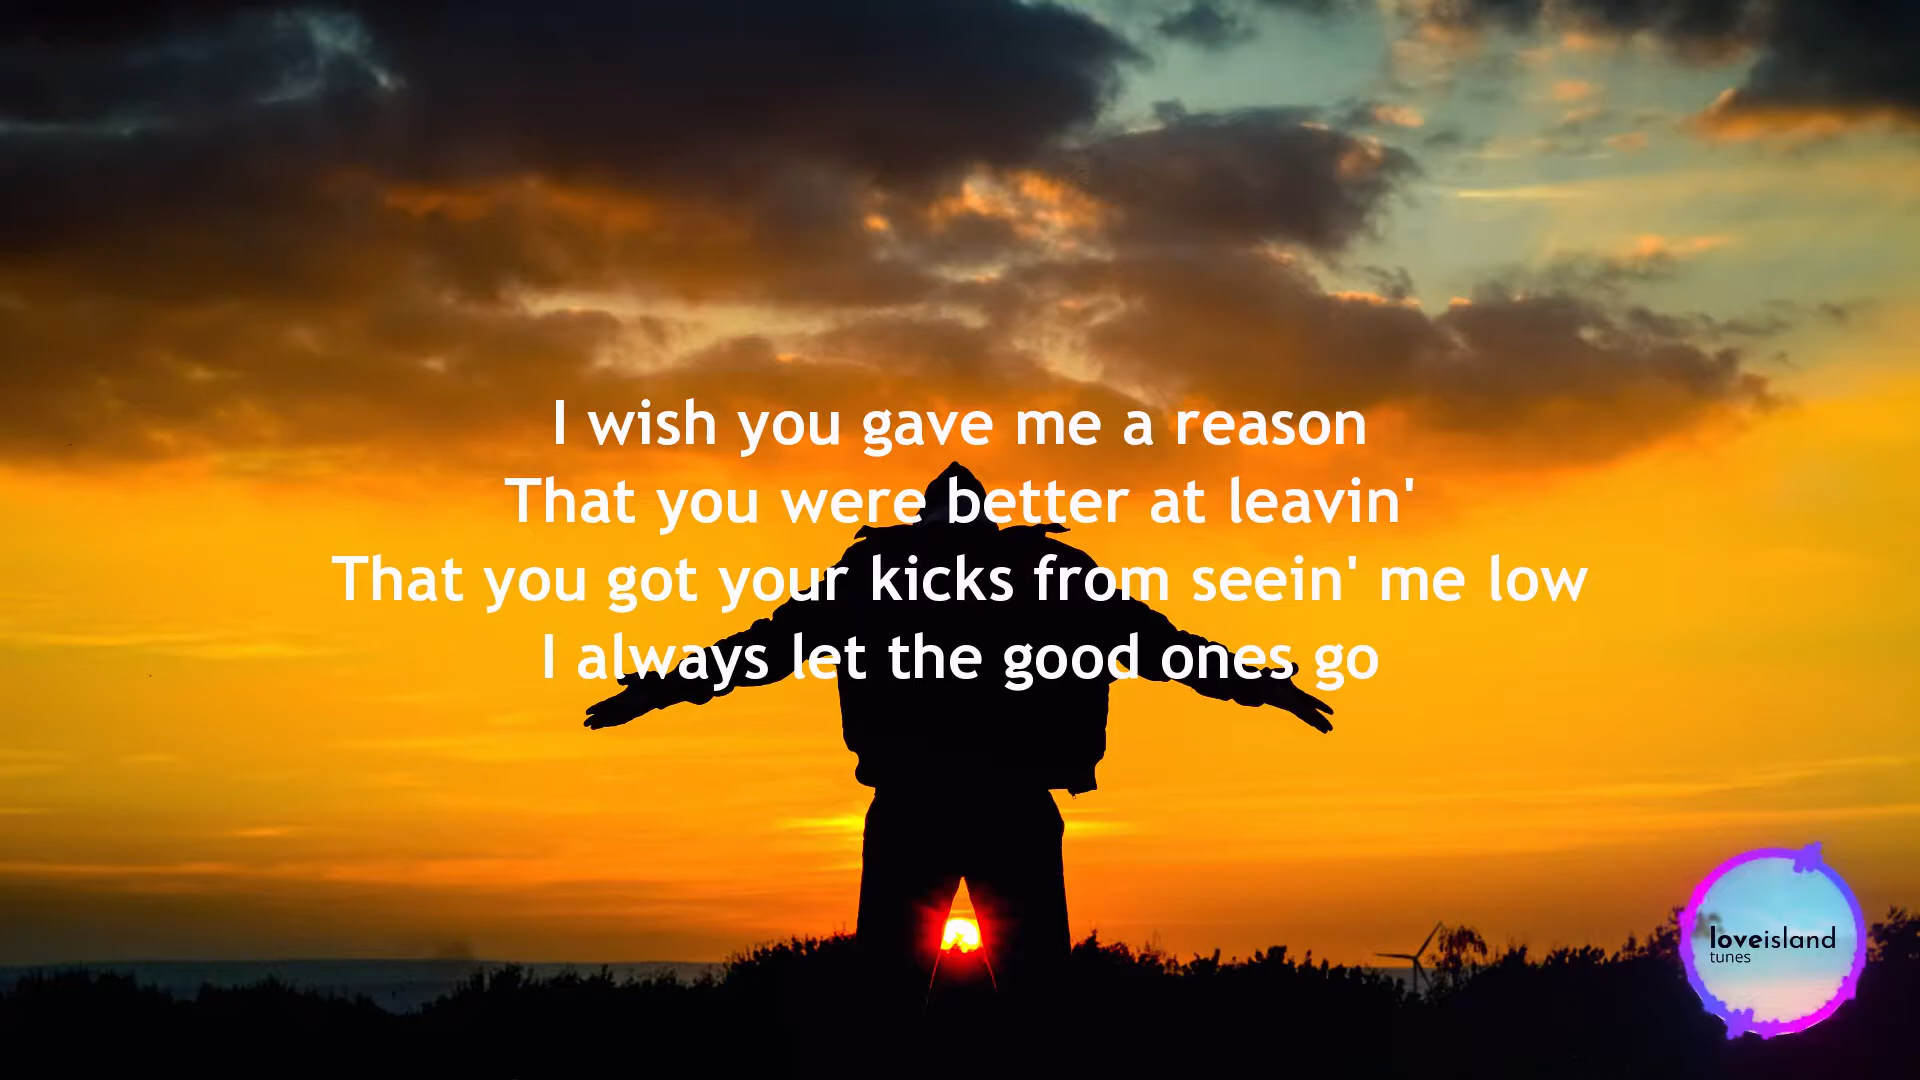 I wish you gave me a reason
That you were better at leavin'
That you got your kicks from seein' me low
I always let the good ones go
loveisland
tunes